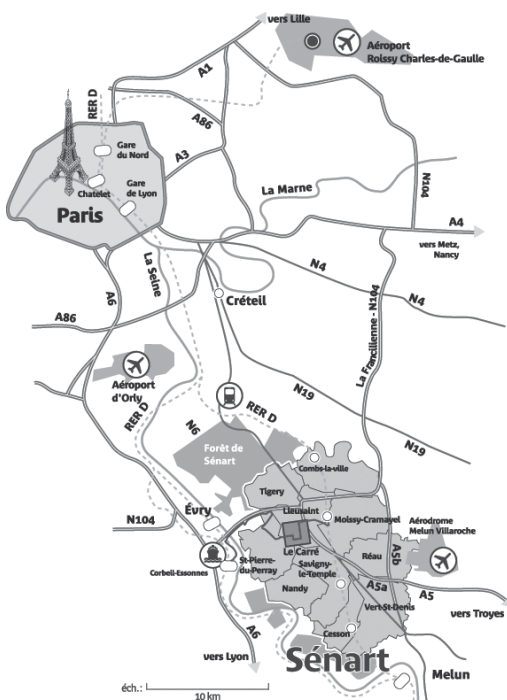 vers Lille
Aéroport
Roissy Charles-de-Gaulle
A1
RER D
A86
Gare
du Nord
A3
N104
La Marne
Chatelet
Gare
de Lyon
Paris
A4
vers Metz,
Nancy
La Seine
N4
A6
Créteil
N4
La Francilienne - N104
A86
Aéroport
d'Orly
N19
RER D
RER D
N6
N19
Forêt de
Sénart
Combs-la-ville
Tigery
Évry
Lieusaint
Moissy-Cramayel
Aérodrome
Melun Villaroche
N104
Le Carré
Réau
A5b
Corbeil-Essonnes
St-Pierre-
du-Perray
Savigny-
le-Temple
Nandy
A5a
A5
Vert-St-Denis
vers Troyes
A6
Cesson
vers Lyon
Sénart
Melun
éch.:
10 km